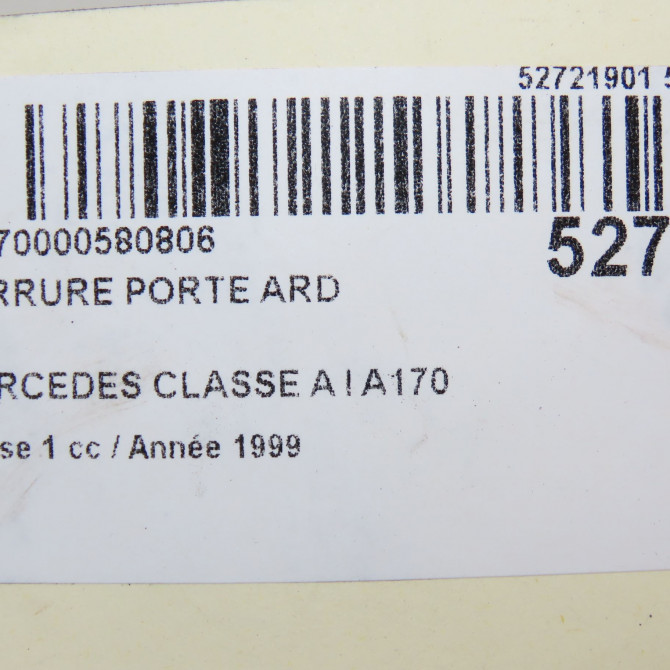 52721901 5
70000580806
527
RRURE PORTE ARD
RCEDES CLASSE A I A170
se 1 cc / Année 1999